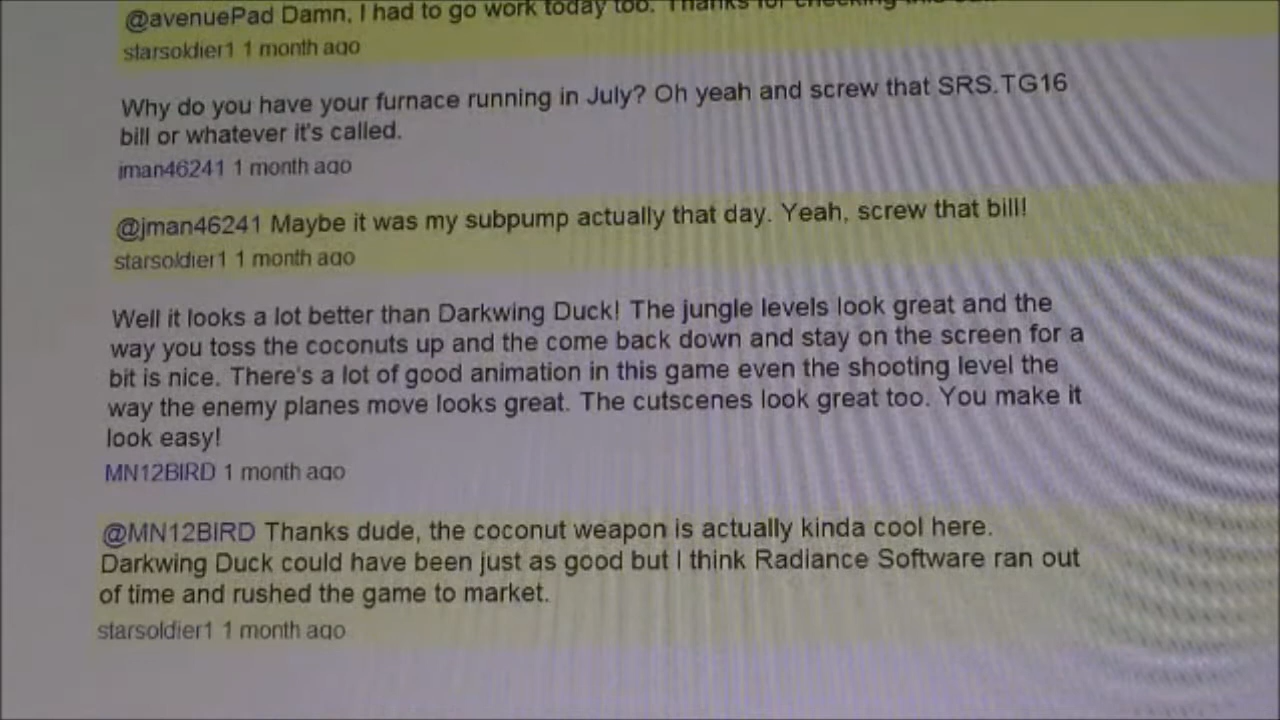 @avenuePad Damn, I had to go work today too. Thanks for checking this
starsoldier1 1 month ago
Why do you have your furnace running in July? Oh yeah and screw that SRS.TG16
bill or whatever it's called.
jman46241 1 month ago
@jman46241 Maybe it was my subpump actually that day. Yeah, screw that bill!
starsoldier1 1 month ago
Well it looks a lot better than Darkwing Duck! The jungle levels look great and the
way you toss the coconuts up and the come back down and stay on the screen for a
bit is nice. There's a lot of good animation in this game even the shooting level the
way the enemy planes move looks great. The cutscenes look great too. You make it
look easy!
MN12BIRD 1 month ago
@MN12BIRD Thanks dude, the coconut weapon is actually kinda cool here.
Darkwing Duck could have been just as good but I think Radiance Software ran out
of time and rushed the game to market.
starsoldier1 1 month ago